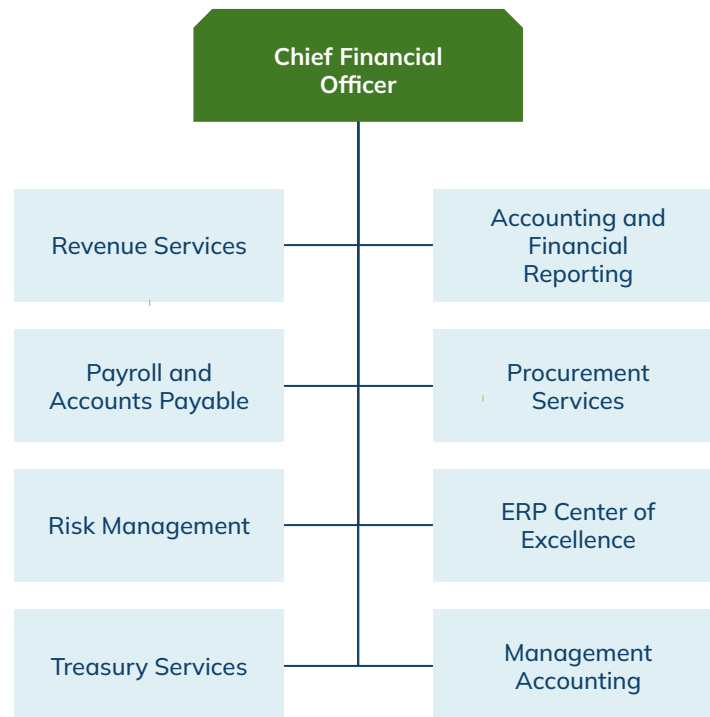 Chief Financial
Officer
Revenue Services
Accounting and
Financial
Reporting
Payroll and
Accounts Payable
Procurement
Services
Risk Management
ERP Center of
Excellence
Treasury Services
Management
Accounting